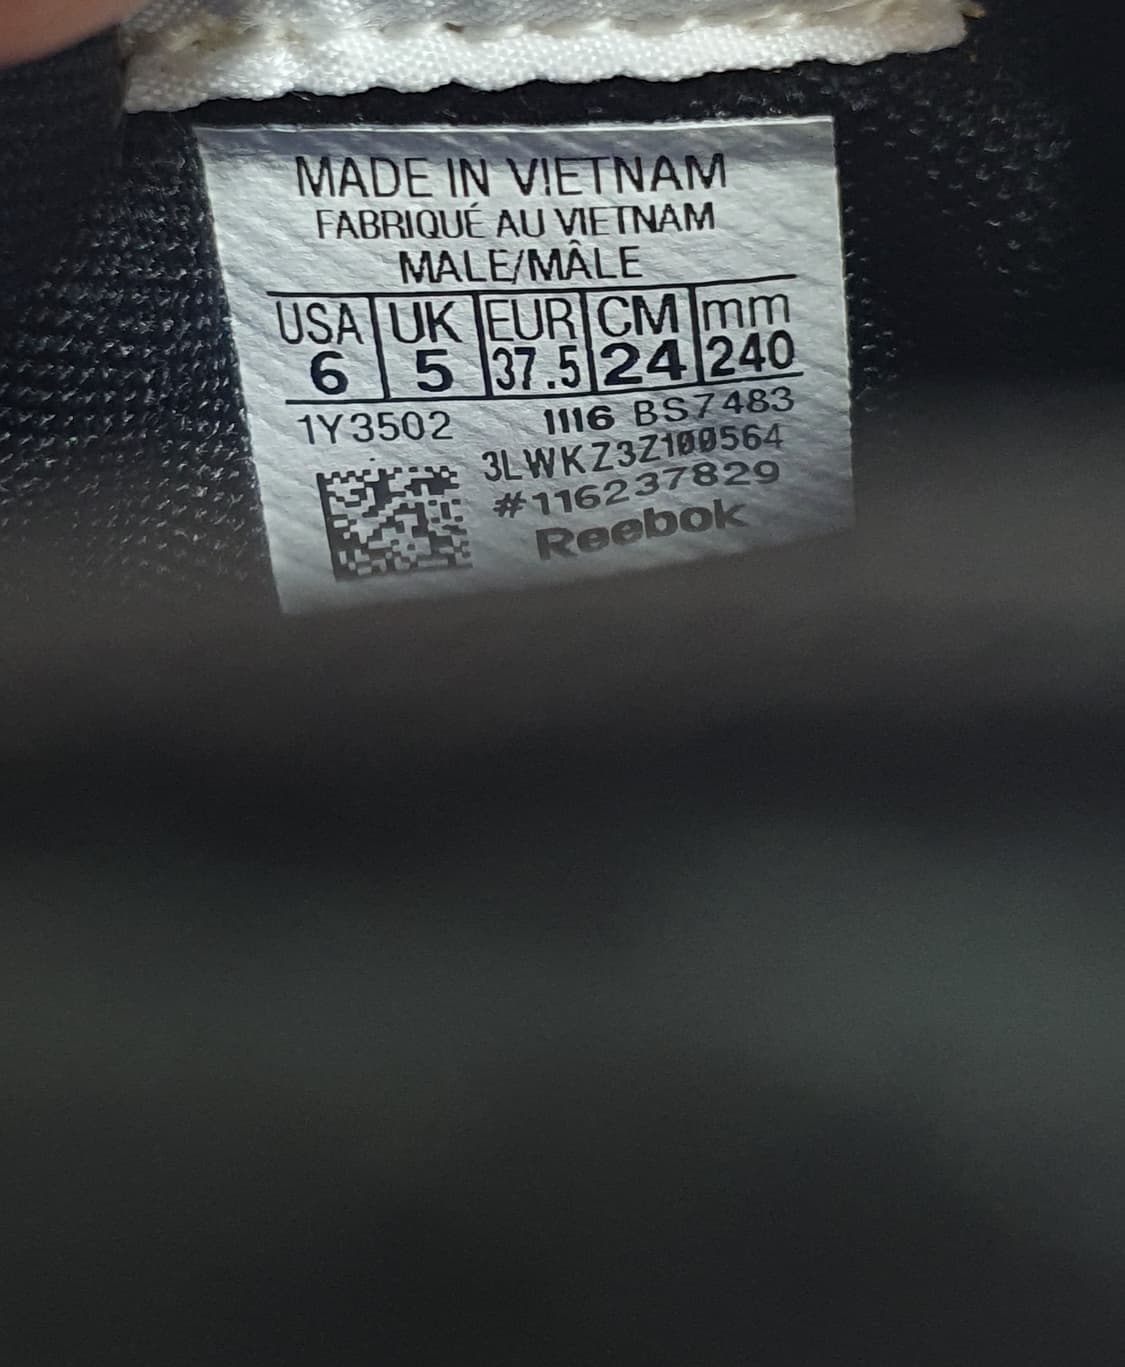 MADE IN VIETNAM
FABRIQUÉ AU VIETNAM
MALE/MÂLE
USA UK EUR CM mm
6 5 37.5 24 240
1Y3502 1116 BS7483
3LWKZ3Z100564
#116237829
Reebok